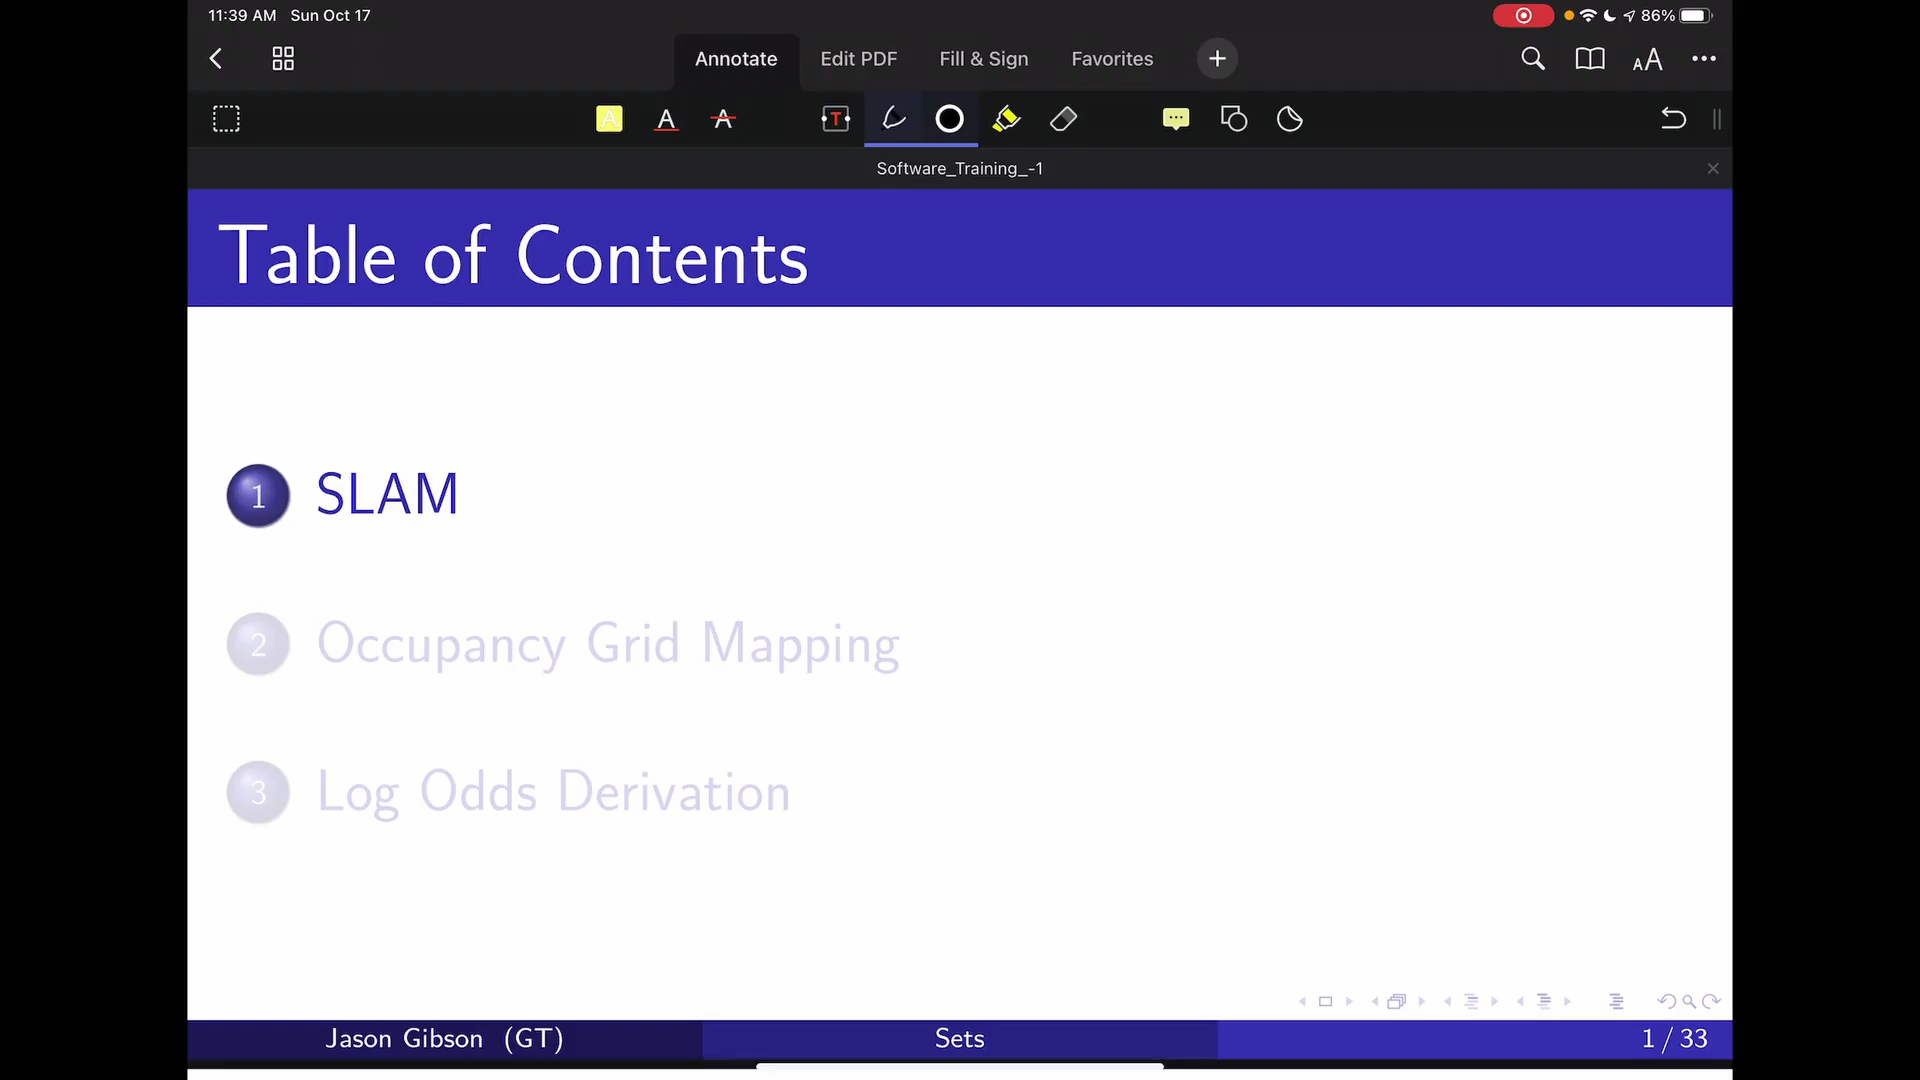 11:39 AM Sun Oct 17
86%
Annotate Edit PDF Fill & Sign Favorites
AA
A A A T
Software_Training_-1
Table of Contents
1 SLAM
2 Occupancy Grid Mapping
3 Log Odds Derivation
Jason Gibson (GT) Sets 1 / 33